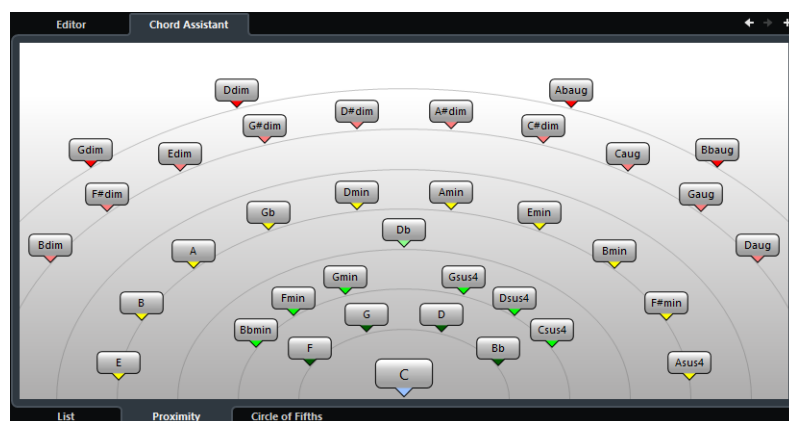 Editor Chord Assistant
Ddim Abaug
D#dim A#dim
G#dim C#dim
Gdim Edim Caug Bbaug
F#dim Dmin Amin Gaug
Gb Emin
Bdim A Db Bmin Daug
Gmin Gsus4
B Fmin Dsus4 F#min
G D
Bbmin Csus4
F Bb
E Asus4
C
List Proximity Circle of Fifths